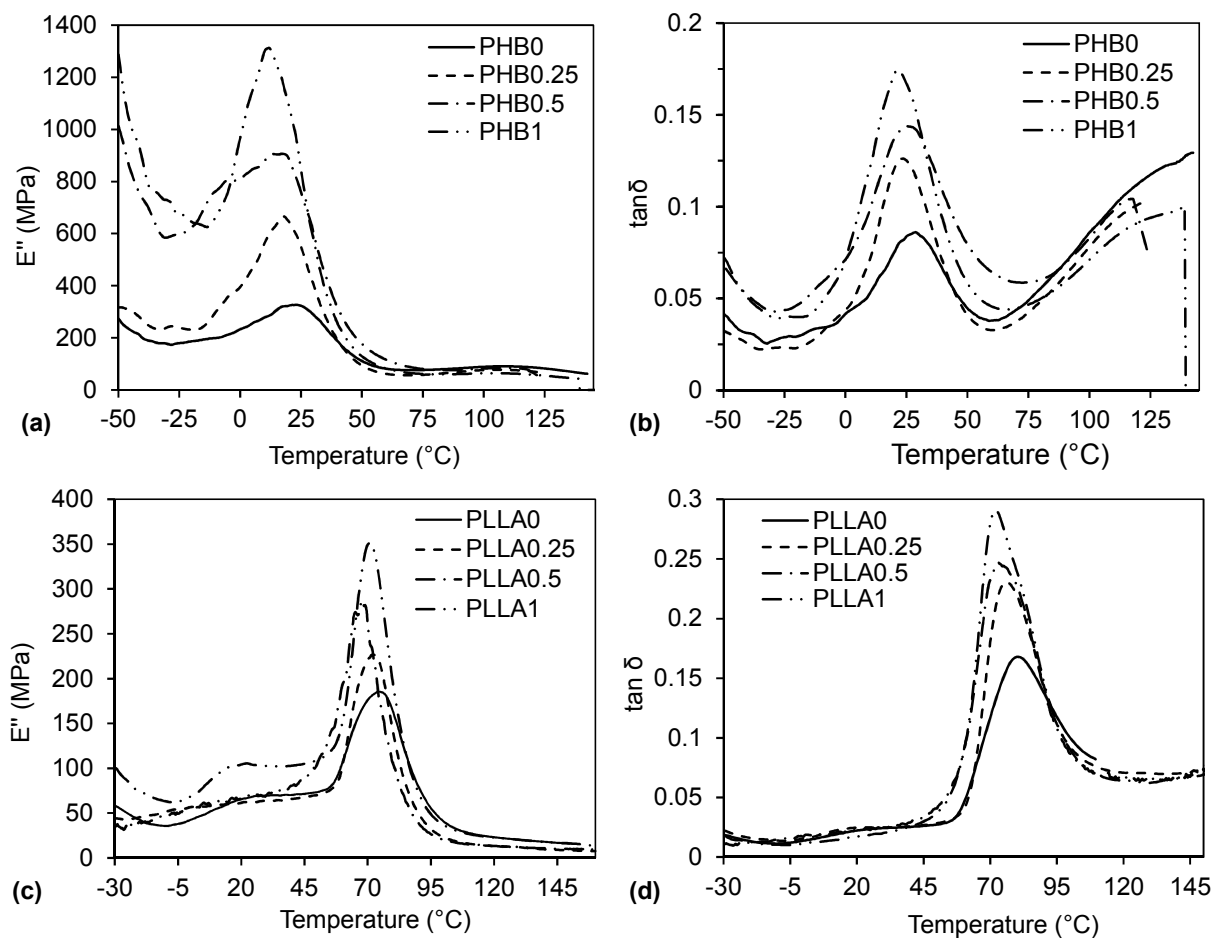 1400
1200
1000
800
600
400
200
0
E'' (MPa)
PHB0
PHB0.25
PHB0.5
PHB1
-50 -25 0 25 50 75 100 125
Temperature (°C)
(a)
0.2
0.15
0.1
0.05
0
tanδ
PHB0
PHB0.25
PHB0.5
PHB1
-50 -25 0 25 50 75 100 125
Temperature (°C)
(b)
400
350
300
250
200
150
100
50
0
E'' (MPa)
PLLA0
PLLA0.25
PLLA0.5
PLLA1
-30 -5 20 45 70 95 120 145
Temperature (°C)
(c)
0.3
0.25
0.2
0.15
0.1
0.05
0
tan δ
PLLA0
PLLA0.25
PLLA0.5
PLLA1
-30 -5 20 45 70 95 120 145
Temperature (°C)
(d)